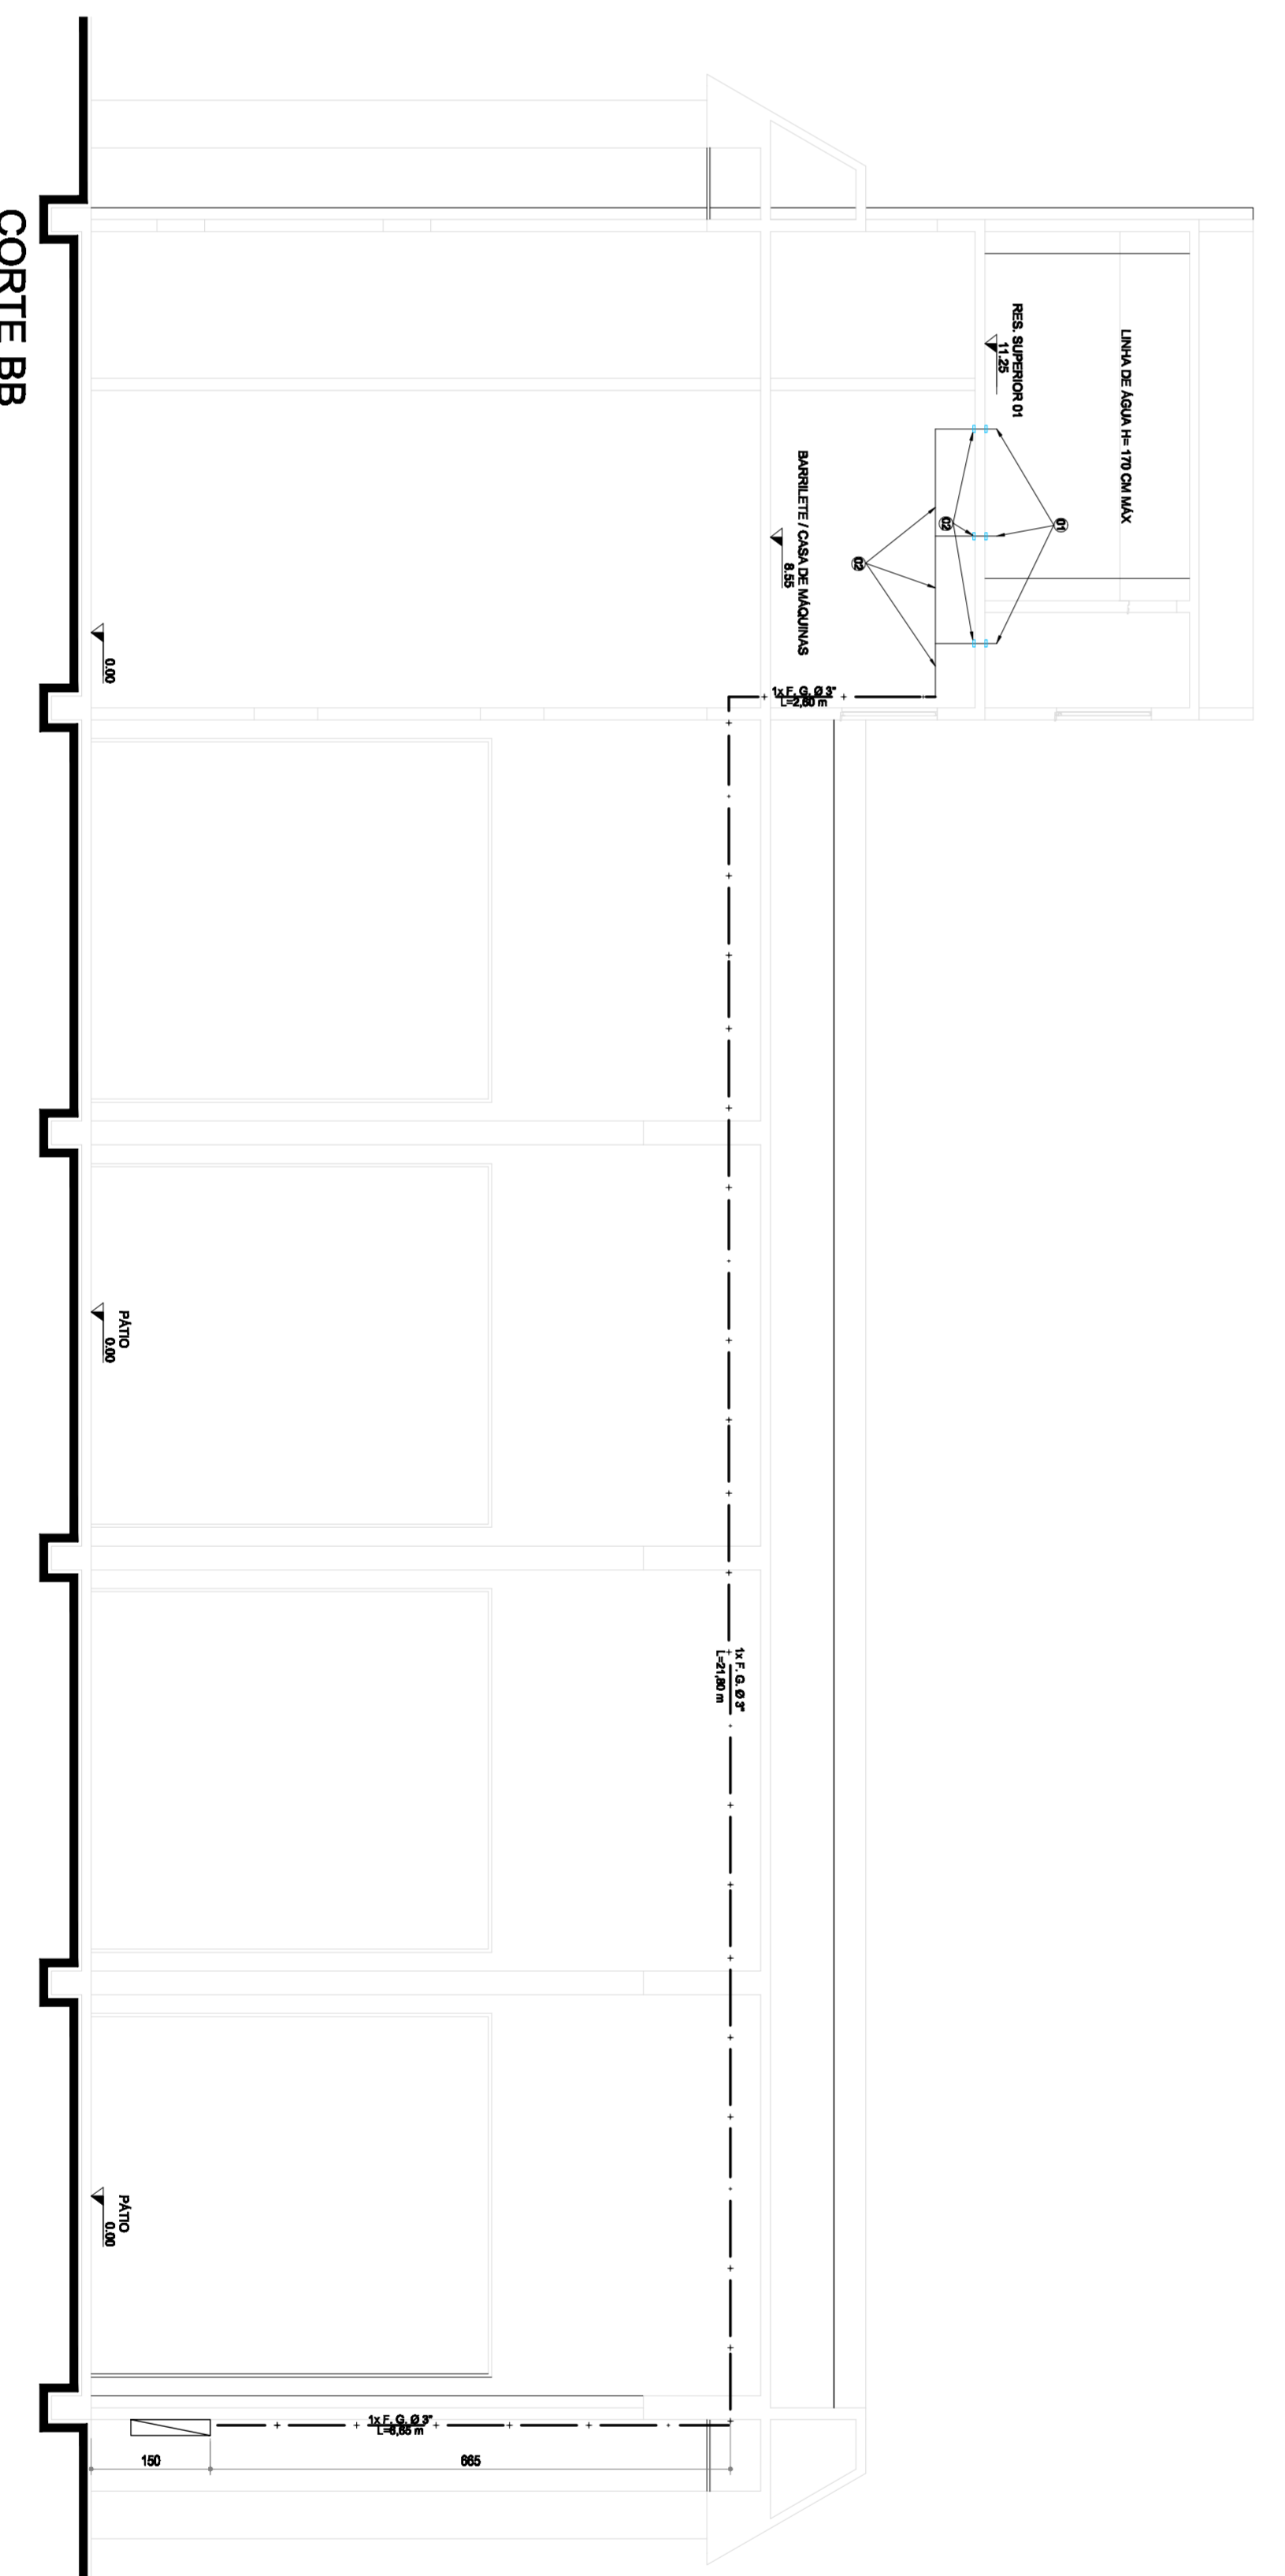 LINHA DE ÁGUA H= 170 CM MÁX
RES. SUPERIOR 01
11.25
01
02
02
BARRILETE / CASA DE MÁQUINAS
8.55
1x F. G. Ø 3"
L=2,60 m
0.00
1x F. G. Ø 3"
L=21,80 m
PÁTIO
0.00
PÁTIO
0.00
1x F. G. Ø 3"
L=6,65 m
150
665
CORTE BB